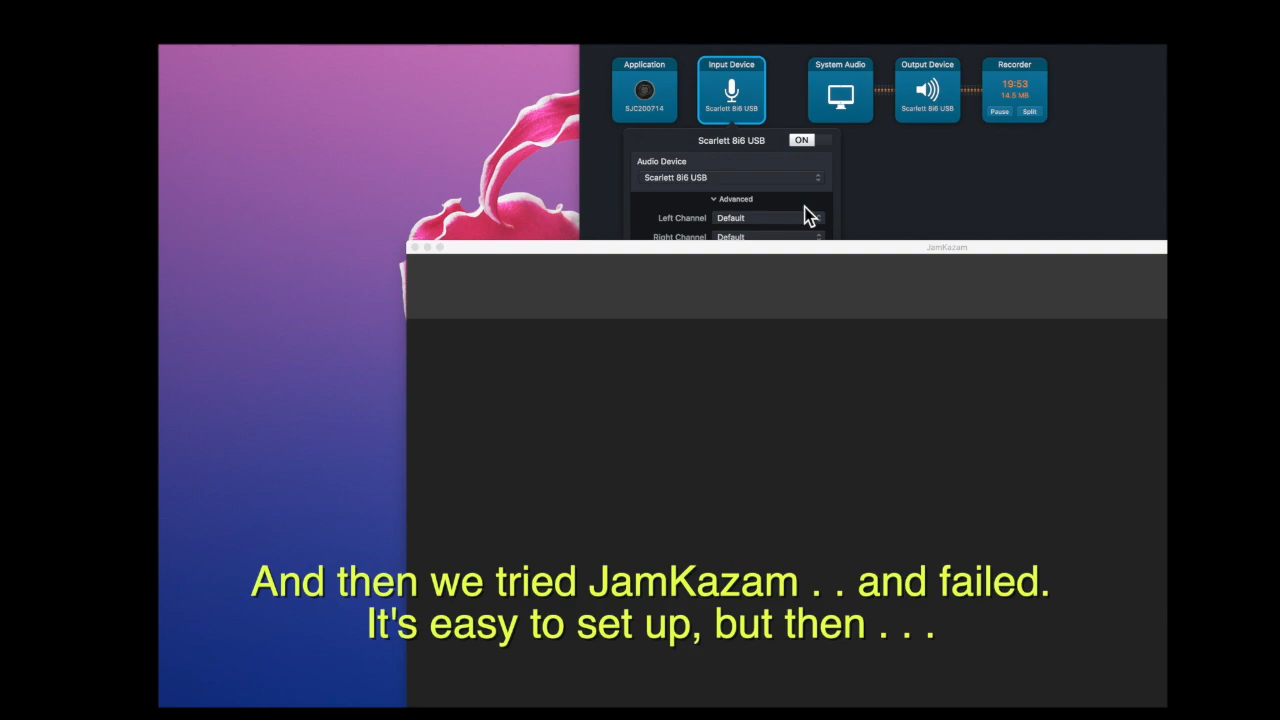 Application
Input Device
System Audio
Output Device
Recorder
SJC200714
Scarlett 8i6 USB
Scarlett 8i6 USB
19:53
14.5 MB
Pause
Split
Scarlett 8i6 USB
ON
Audio Device
Scarlett 8i6 USB
Advanced
Left Channel
Default
Right Channel
Default
JamKazam
And then we tried JamKazam . . and failed.
It's easy to set up, but then . . .